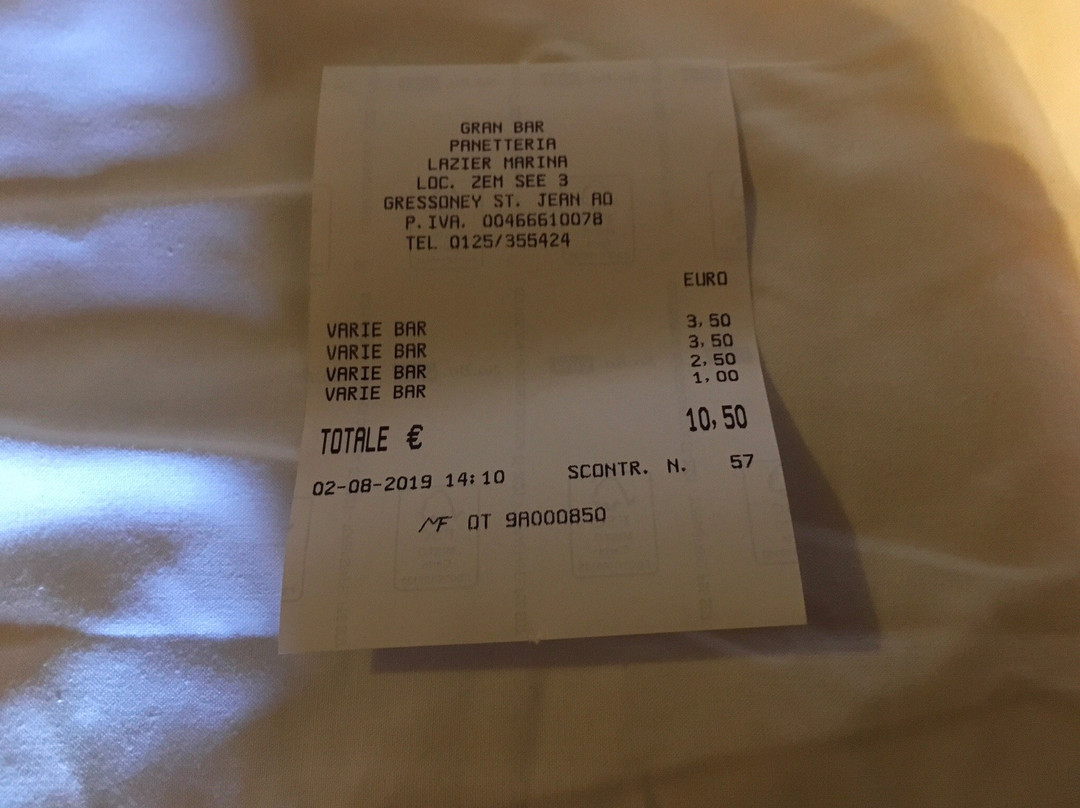 GRAN BAR
PANETTERIA
LAZIER MARINA
LOC. ZEM SEE 3
GRESSONEY ST. JEAN AO
P.IVA. 00466610078
TEL 0125/355424
EURO
VARIE BAR 3,50
VARIE BAR 3,50
VARIE BAR 2,50
VARIE BAR 1,00
TOTALE € 10,50
02-08-2019 14:10 SCONTR. N. 57
MF OT 9A000850